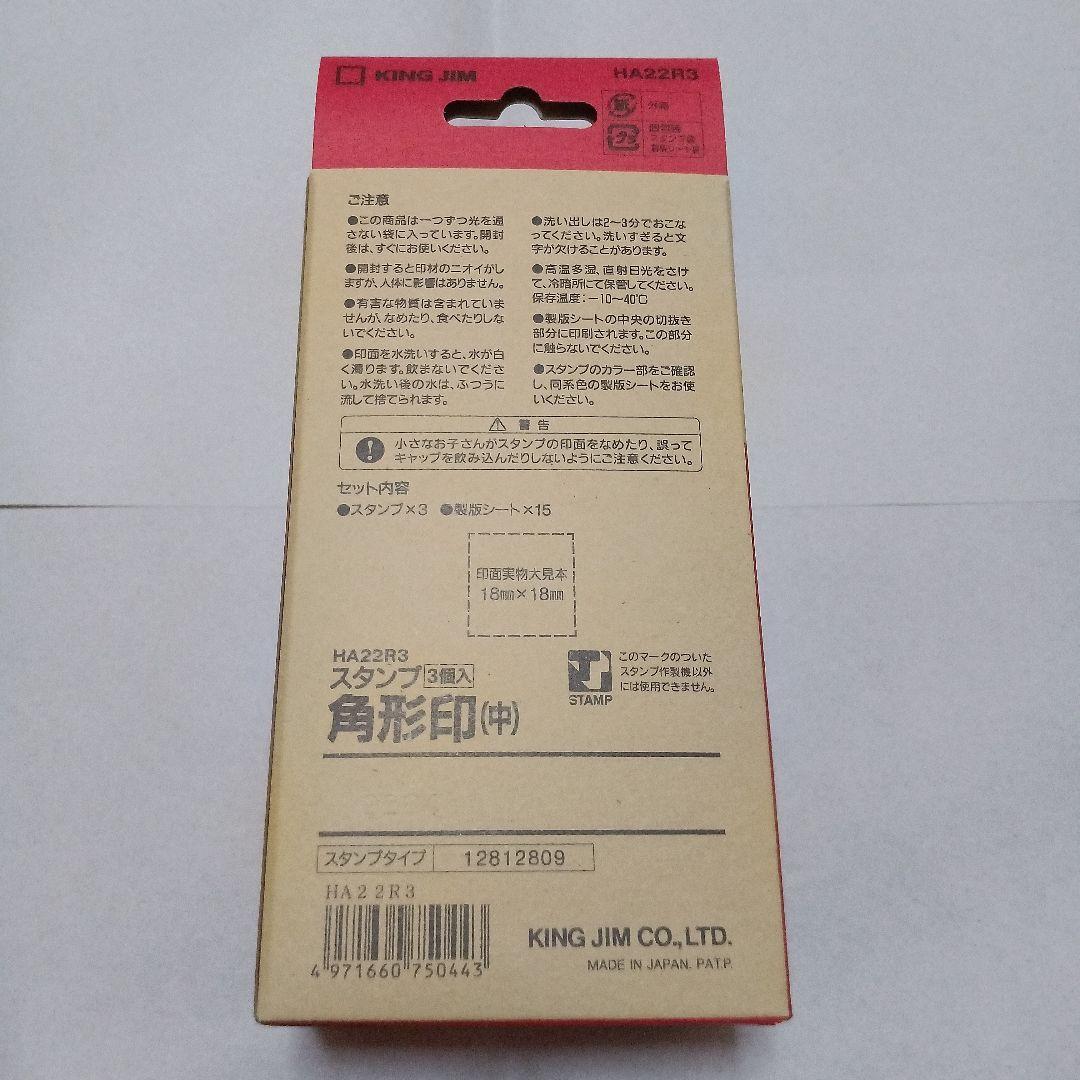 KING JIM
HA22R3
紙
外箱
プラ
個包装
スタンプ袋
製版シート袋
ご注意
●この商品は一つずつ光を通
さない袋に入っています。開封
後は、すぐにお使いください。
●開封すると印材のニオイがし
ますが、人体に影響はありません。
●有害な物質は含まれていま
せんが、なめたり、食べたりしな
いでください。
●印面を水洗いすると、水が白
く濁ります。飲まないでくださ
い。水洗い後の水は、ふつうに
流して捨てられます。
●洗い出しは2〜3分でおこな
ってください。洗いすぎると文
字が欠けることがあります。
●高温多湿、直射日光をさけ
て、冷暗所にて保管してください。
保存温度：−10〜40℃
●製版シートの中央の切抜き
部分に印刷されます。この部分
に触らないでください。
●スタンプのカラー部をご確認
し、同系色の製版シートをお使
いください。
警告
小さなお子さんがスタンプの印面をなめたり、誤って
キャップを飲み込んだりしないようにご注意ください。
セット内容
●スタンプ×3 ●製版シート×15
印面実物大見本
18mm×18mm
HA22R3
スタンプ 3個入
角形印(中)
STAMP
このマークのついた
スタンプ作製機以外
には使用できません。
スタンプタイプ 12812809
HA22R3
4 971660 750443
KING JIM CO.,LTD.
MADE IN JAPAN. PAT.P.